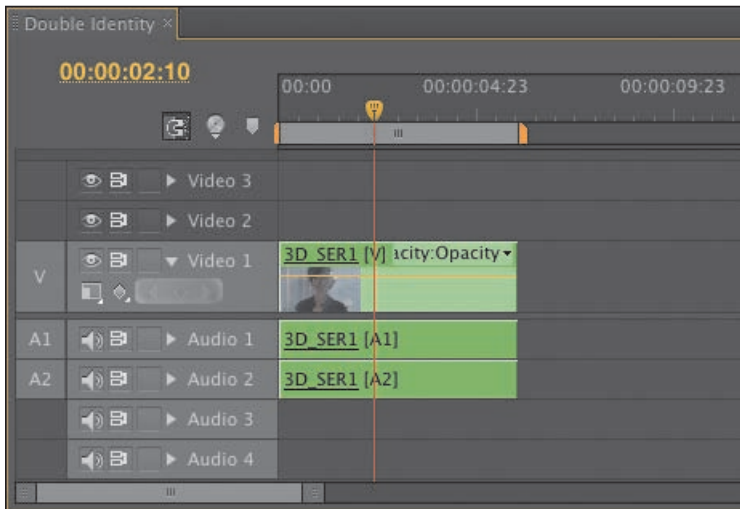 Double Identity ×
00:00:02:10
00:00 00:00:04:23 00:00:09:23
Video 3
Video 2
V Video 1 3D_SER1 [V] acity:Opacity
A1 Audio 1 3D_SER1 [A1]
A2 Audio 2 3D_SER1 [A2]
Audio 3
Audio 4